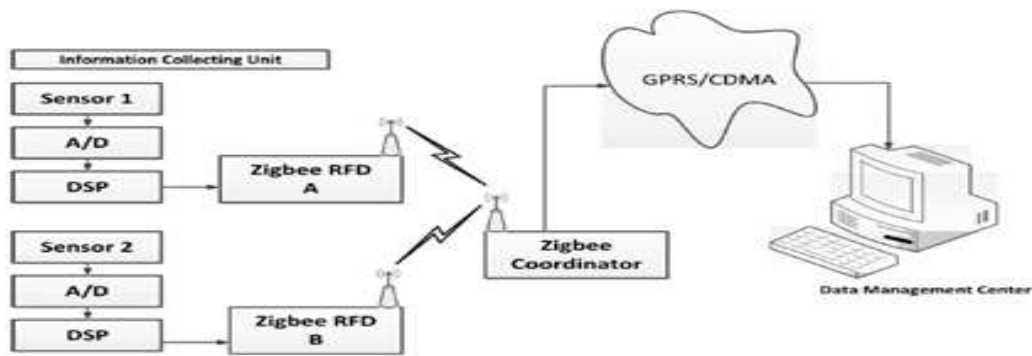 Information Collecting Unit
Sensor 1
A/D
DSP
Zigbee RFD
A
Sensor 2
A/D
DSP
Zigbee RFD
B
Zigbee
Coordinator
GPRS/CDMA
Data Management Center